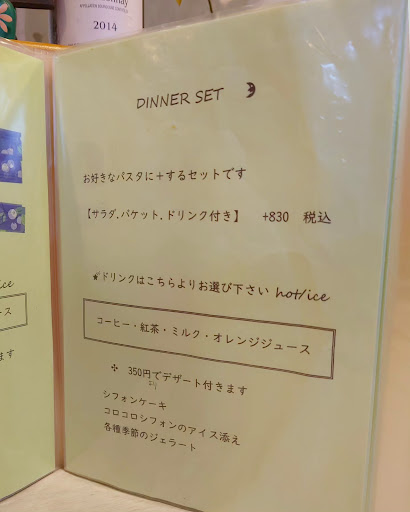 2014
DINNER SET
お好きなパスタに+するセットです
【サラダ.バケット.ドリンク付き】 +830 税込
ドリンクはこちらよりお選び下さい hot/ice
コーヒー・紅茶・ミルク・オレンジジュース
350円でデザート付きます
シフォンケーキ
コロコロシフォンのアイス添え
各種季節のジェラート
ice
ース
ます